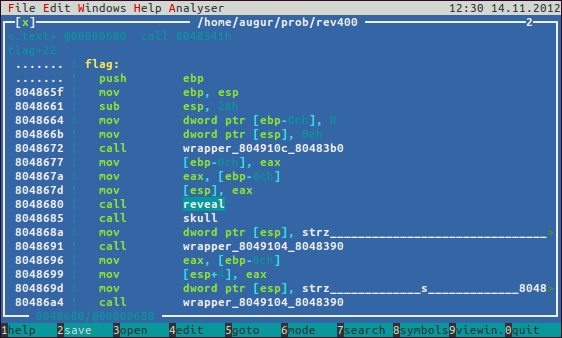 File Edit Windows Help Analyser 12:30 14.11.2012
[x] /home/augur/prob/rev400 2
<.text> @00000680 call 8048541h
flag+22
....... ! flag:
....... ! push ebp
804865f ! mov ebp, esp
8048661 ! sub esp, 28h
8048664 ! mov dword ptr [ebp-0ch], 0
804866b ! mov dword ptr [esp], 0eh
8048672 ! call wrapper_804910c_80483b0
8048677 ! mov [ebp-0ch], eax
804867a ! mov eax, [ebp-0ch]
804867d ! mov [esp], eax
8048680 ! call reveal
8048685 ! call skull
804868a ! mov dword ptr [esp], strz________________________________>
8048691 ! call wrapper_8049104_8048390
8048696 ! mov eax, [ebp-0ch]
8048699 ! mov [esp+4], eax
804869d ! mov dword ptr [esp], strz_____________s_____________8048>
80486a4 ! call wrapper_8049104_8048390
8048680/@00000680
1help 2save 3open 4edit 5goto 6mode 7search 8symbols 9viewin. 0quit